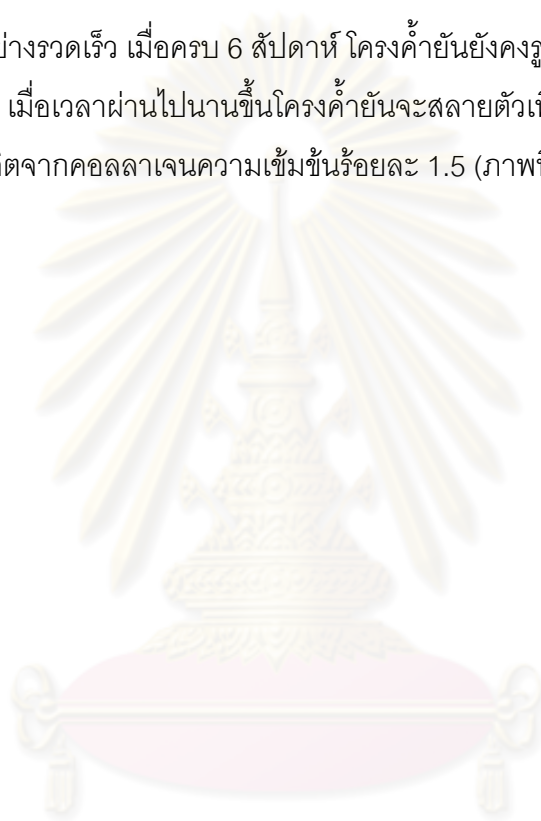 อย่างรวดเร็ว เมื่อครบ 6 สัปดาห์ โครงค้ำยันยังคงรู
เมื่อเวลาผ่านไปนานขึ้นโครงค้ำยันจะสลายตัวเ
จากคอลลาเจนความเข้มข้นร้อยละ 1.5 (ภาพที